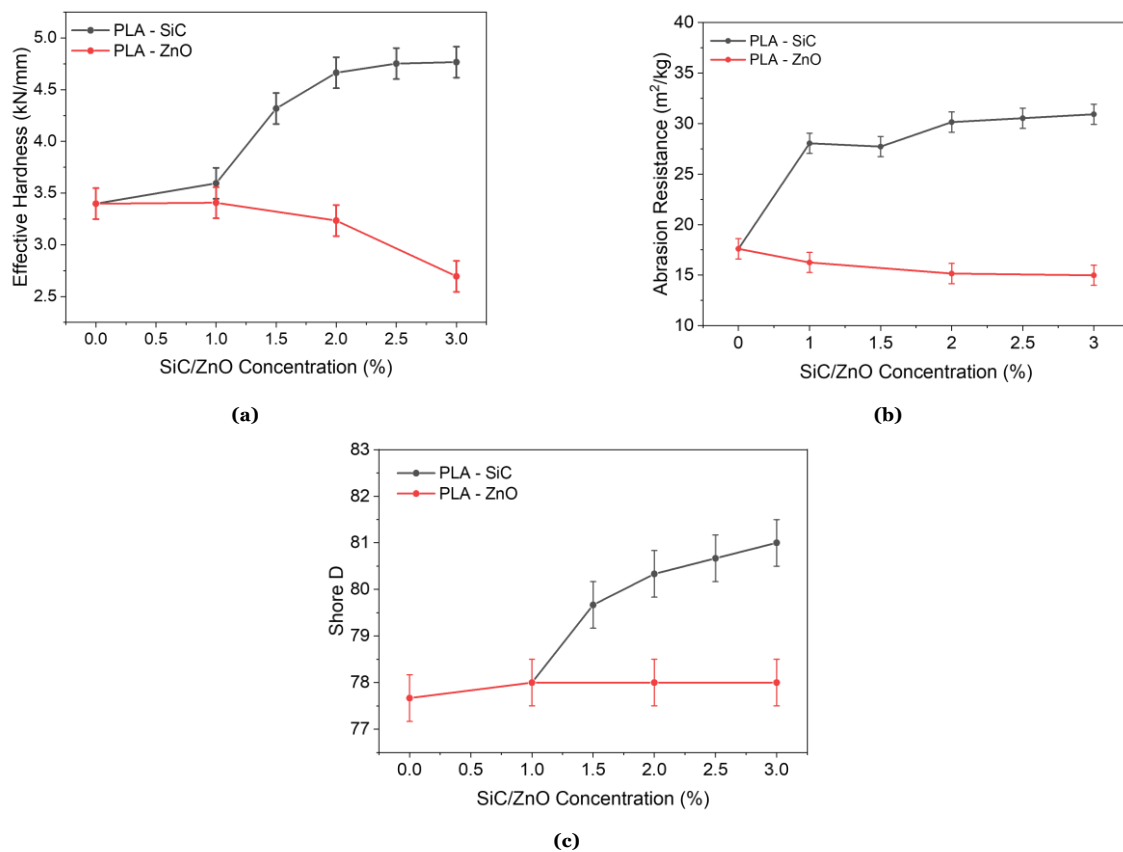 PLA - SiC
PLA - ZnO
5.0
4.5
4.0
3.5
3.0
2.5
Effective Hardness (kN/mm)
0.0 0.5 1.0 1.5 2.0 2.5 3.0
SiC/ZnO Concentration (%)
(a)
PLA - SiC
PLA - ZnO
40
35
30
25
20
15
10
Abrasion Resistance (m²/kg)
0 1 1.5 2 2.5 3
SiC/ZnO Concentration (%)
(b)
PLA - SiC
PLA - ZnO
83
82
81
80
79
78
77
Shore D
0.0 0.5 1.0 1.5 2.0 2.5 3.0
SiC/ZnO Concentration (%)
(c)